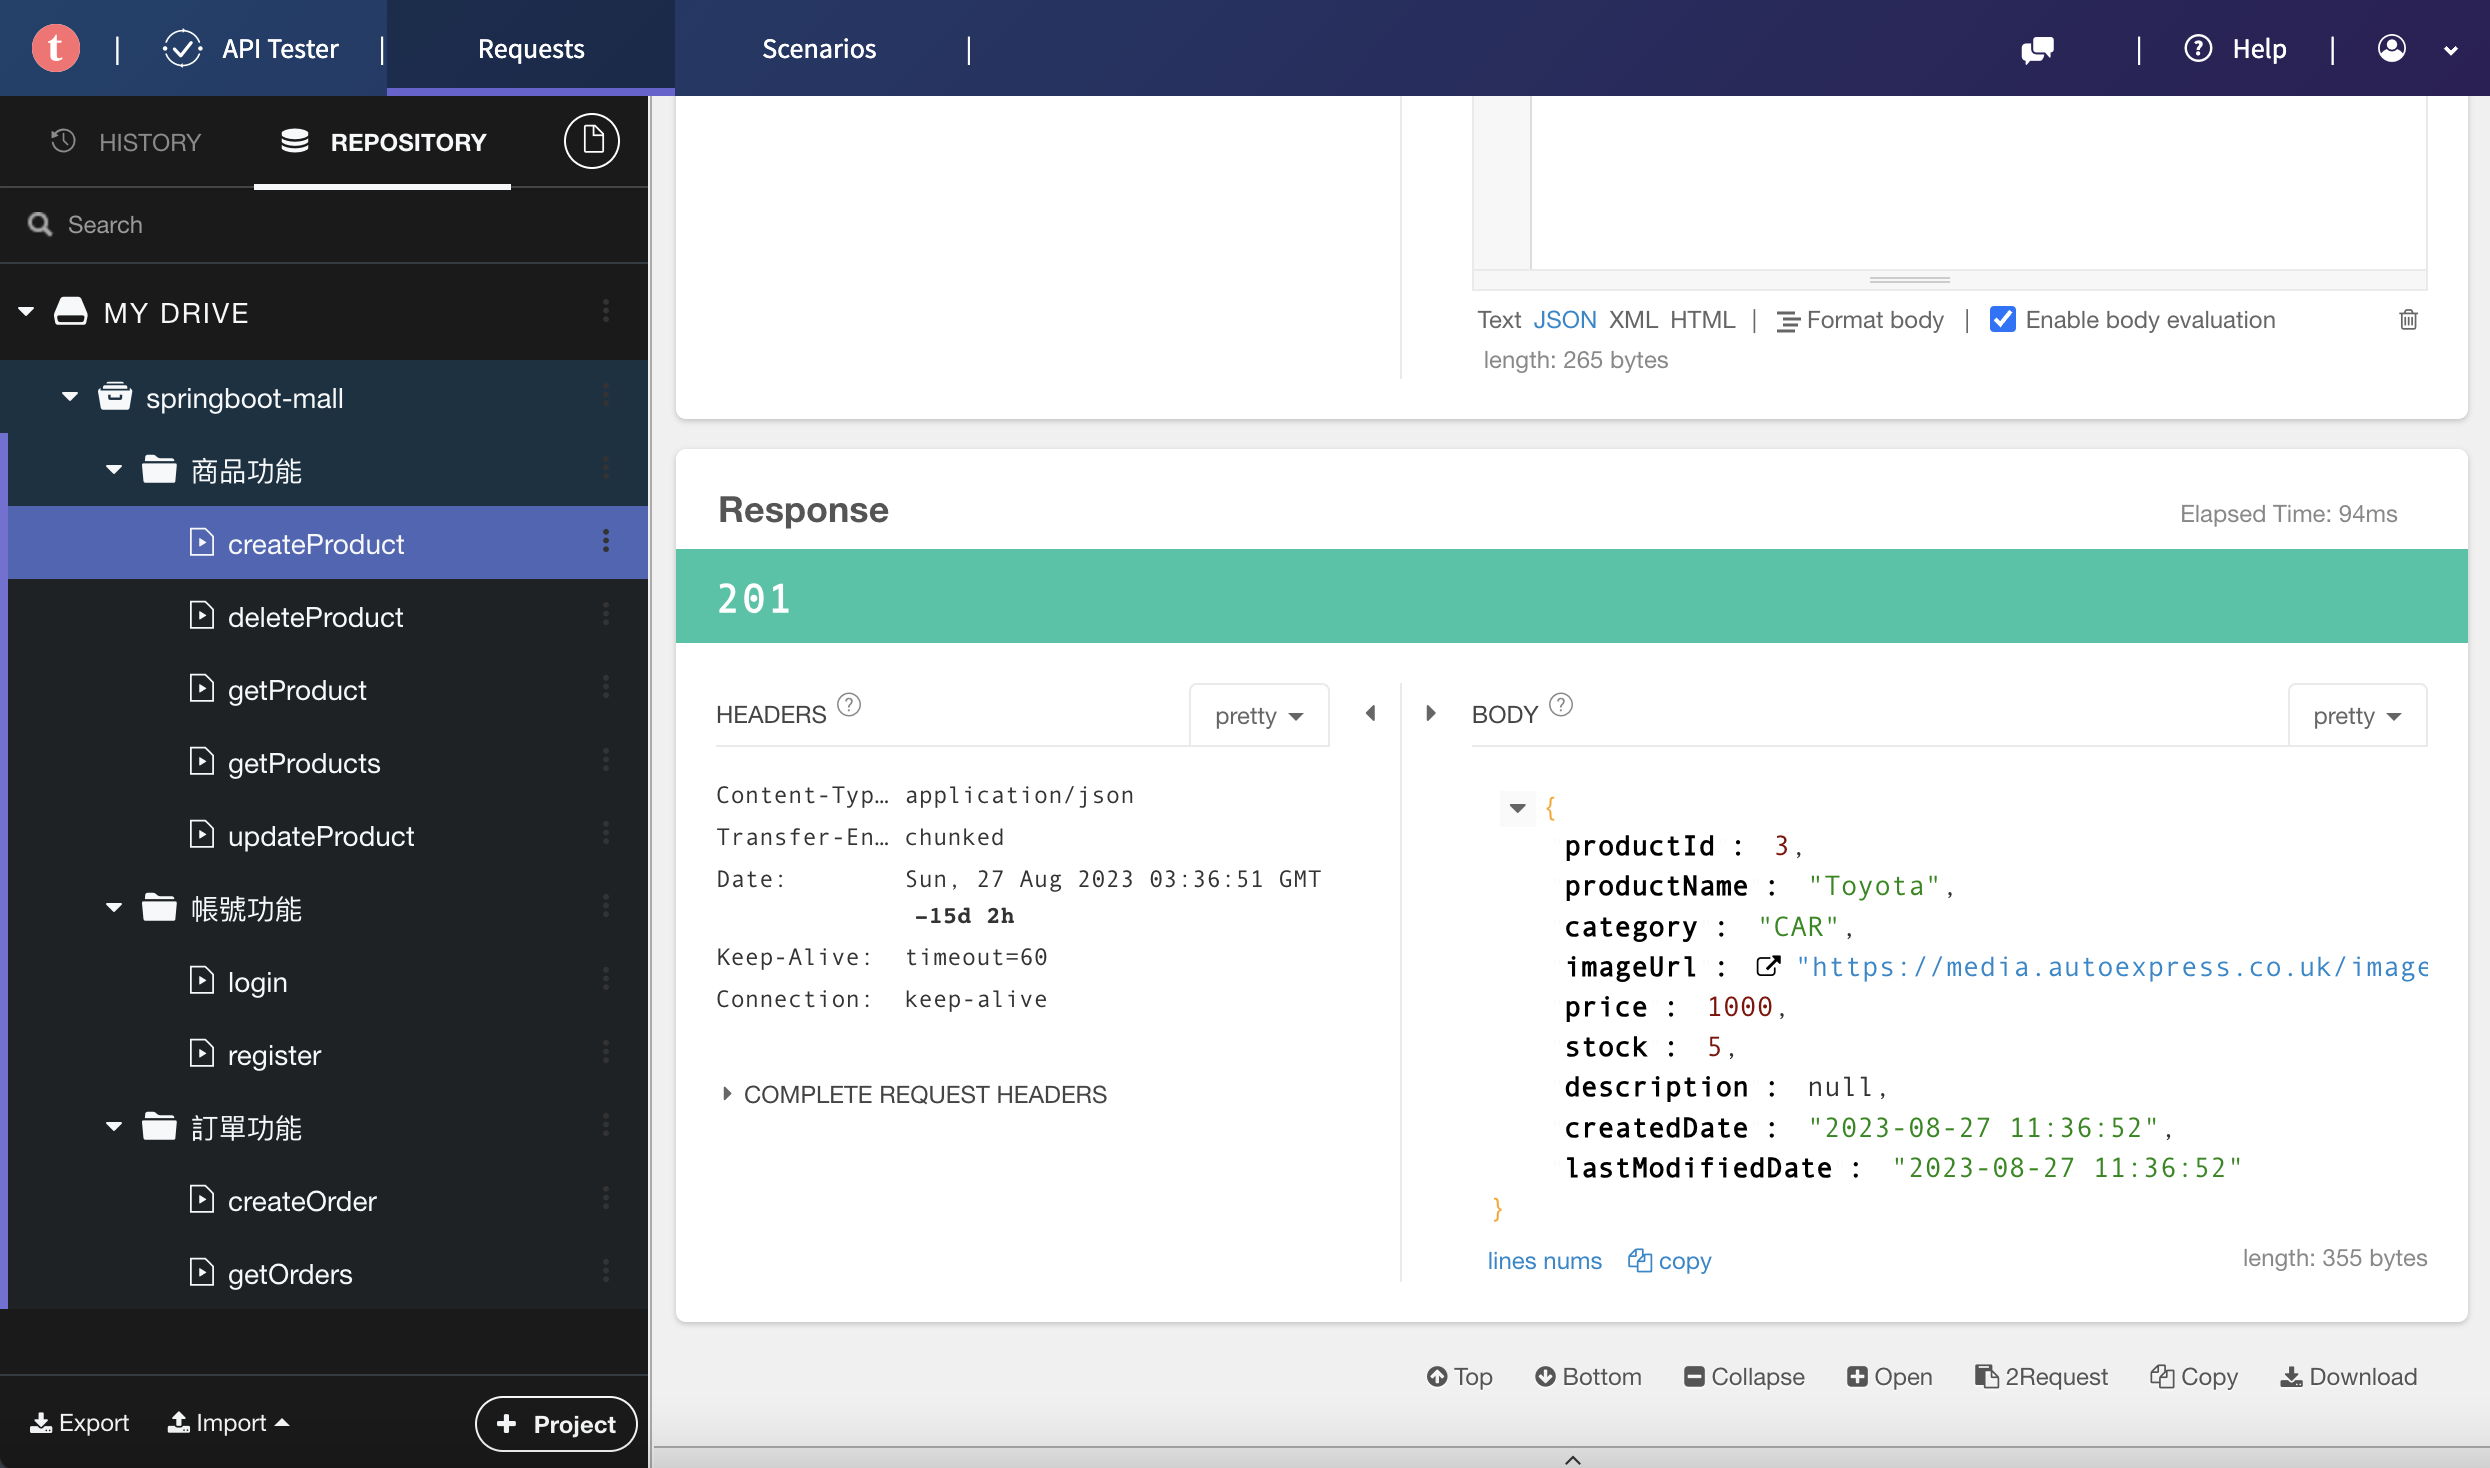 t | API Tester | Requests Scenarios | | Help |
HISTORY REPOSITORY
Search
MY DRIVE
springboot-mall
商品功能
createProduct
deleteProduct
getProduct
getProducts
updateProduct
帳號功能
login
register
訂單功能
createOrder
getOrders
Export Import + Project
Text JSON XML HTML | Format body | Enable body evaluation
length: 265 bytes
Response
Elapsed Time: 94ms
201
HEADERS ? pretty
Content-Typ… application/json
Transfer-En… chunked
Date: Sun, 27 Aug 2023 03:36:51 GMT
-15d 2h
Keep-Alive: timeout=60
Connection: keep-alive
COMPLETE REQUEST HEADERS
BODY ? pretty
{
productId : 3,
productName : "Toyota",
category : "CAR",
imageUrl : "https://media.autoexpress.co.uk/image
price : 1000,
stock : 5,
description : null,
createdDate : "2023-08-27 11:36:52",
lastModifiedDate : "2023-08-27 11:36:52"
}
lines nums copy
length: 355 bytes
Top Bottom Collapse Open 2Request Copy Download